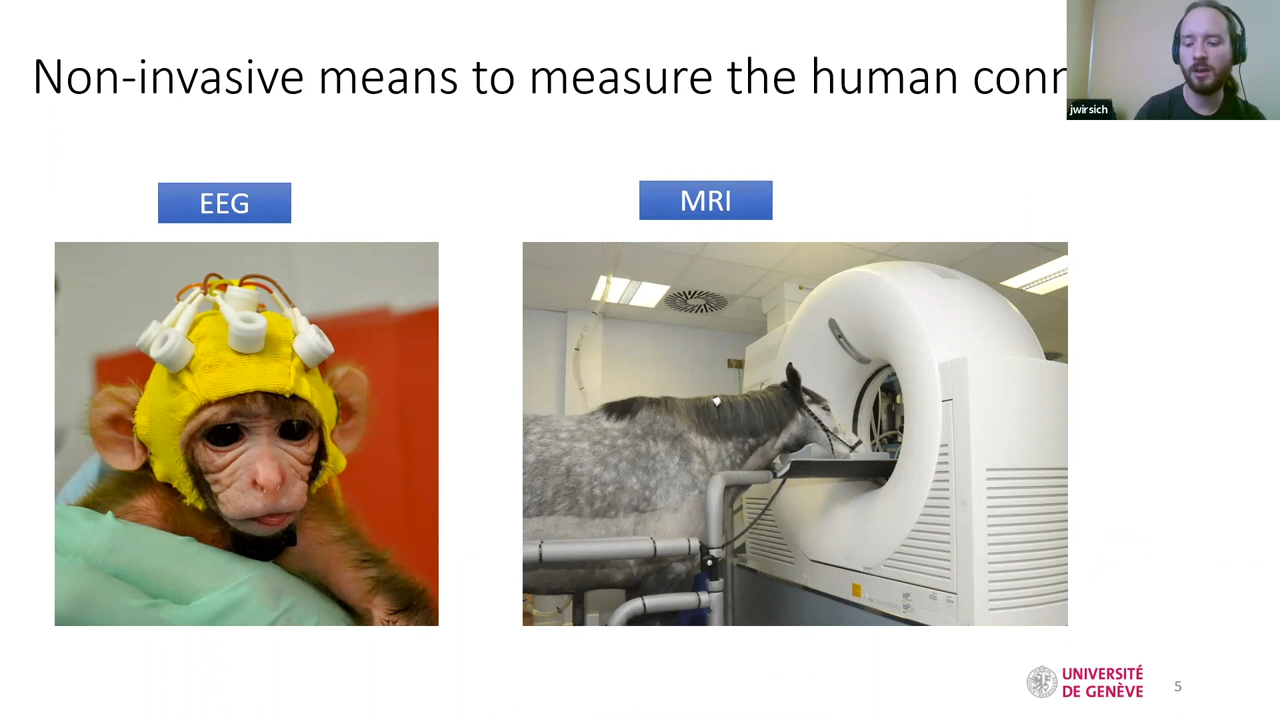 Non-invasive means to measure the human conn
jwirsich
EEG
MRI
UNIVERSITÉ
DE GENÈVE
5